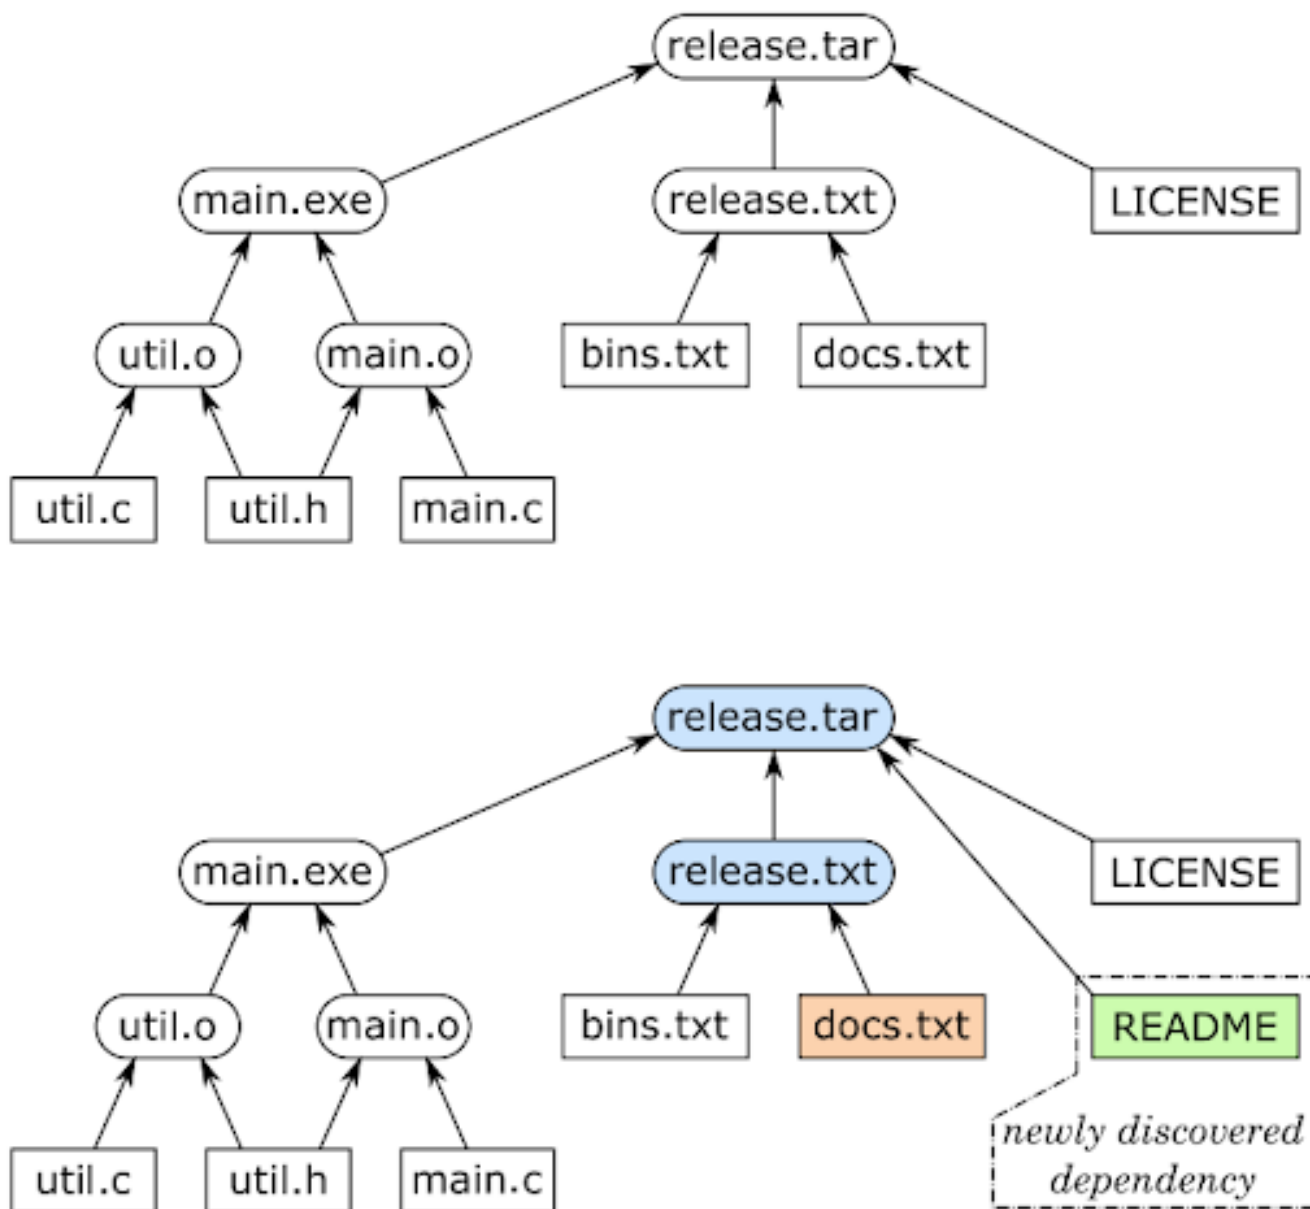 release.tar
main.exe
release.txt
LICENSE
util.o
main.o
bins.txt
docs.txt
util.c
util.h
main.c
release.tar
main.exe
release.txt
LICENSE
util.o
main.o
bins.txt
docs.txt
README
newly discovered
dependency
util.c
util.h
main.c